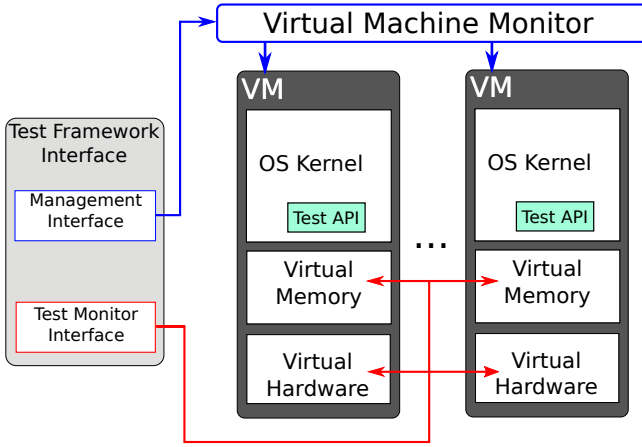 Virtual Machine Monitor
Test Framework
Interface
Management
Interface
Test Monitor
Interface
VM
OS Kernel
Test API
Virtual
Memory
Virtual
Hardware
...
VM
OS Kernel
Test API
Virtual
Memory
Virtual
Hardware